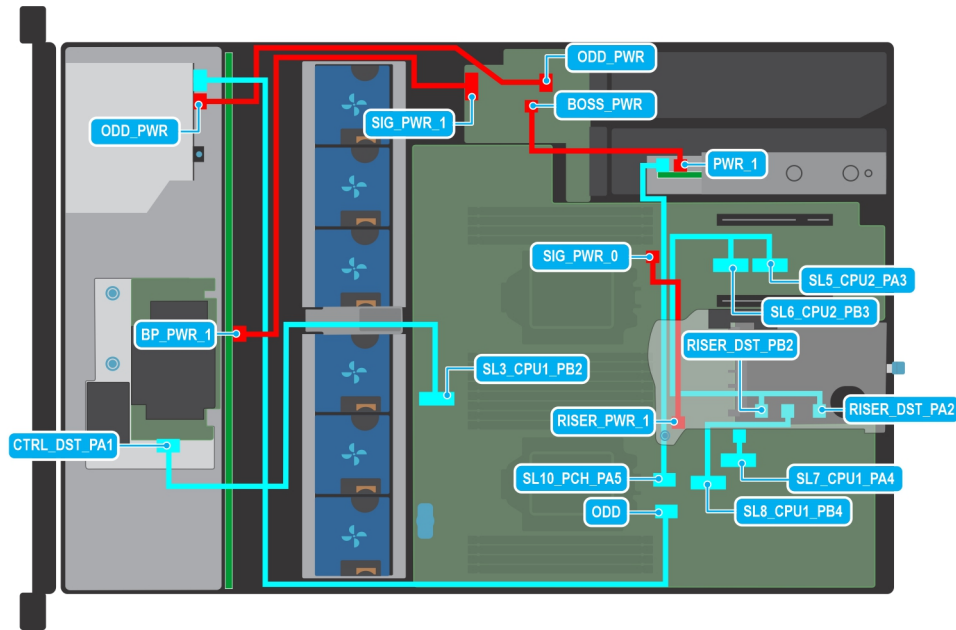 ODD_PWR
ODD_PWR
SIG_PWR_1
BOSS_PWR
PWR_1
SIG_PWR_0
SL5_CPU2_PA3
SL6_CPU2_PB3
BP_PWR_1
RISER_DST_PB2
SL3_CPU1_PB2
RISER_DST_PA2
RISER_PWR_1
CTRL_DST_PA1
SL10_PCH_PA5
SL7_CPU1_PA4
ODD
SL8_CPU1_PB4